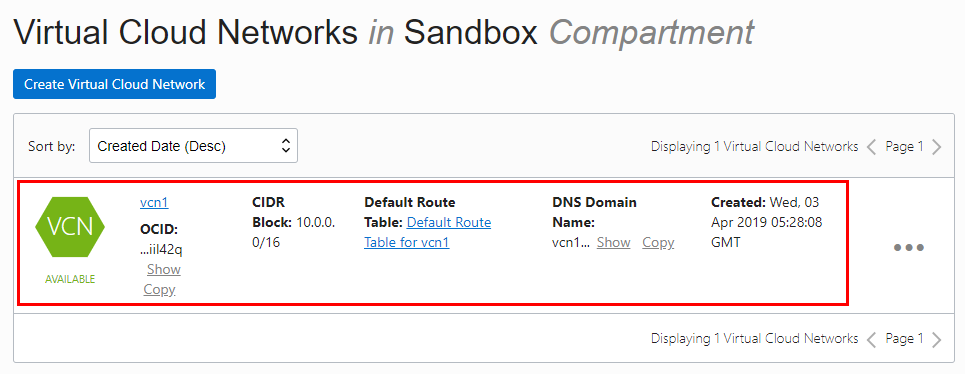 Virtual Cloud Networks in Sandbox Compartment
Create Virtual Cloud Network
Sort by: Created Date (Desc) Displaying 1 Virtual Cloud Networks Page 1
VCN
AVAILABLE
vcn1
OCID:
...iil42q
Show
Copy
CIDR
Block: 10.0.0.
0/16
Default Route
Table: Default Route
Table for vcn1
DNS Domain
Name:
vcn1... Show Copy
Created: Wed, 03
Apr 2019 05:28:08
GMT
Displaying 1 Virtual Cloud Networks Page 1